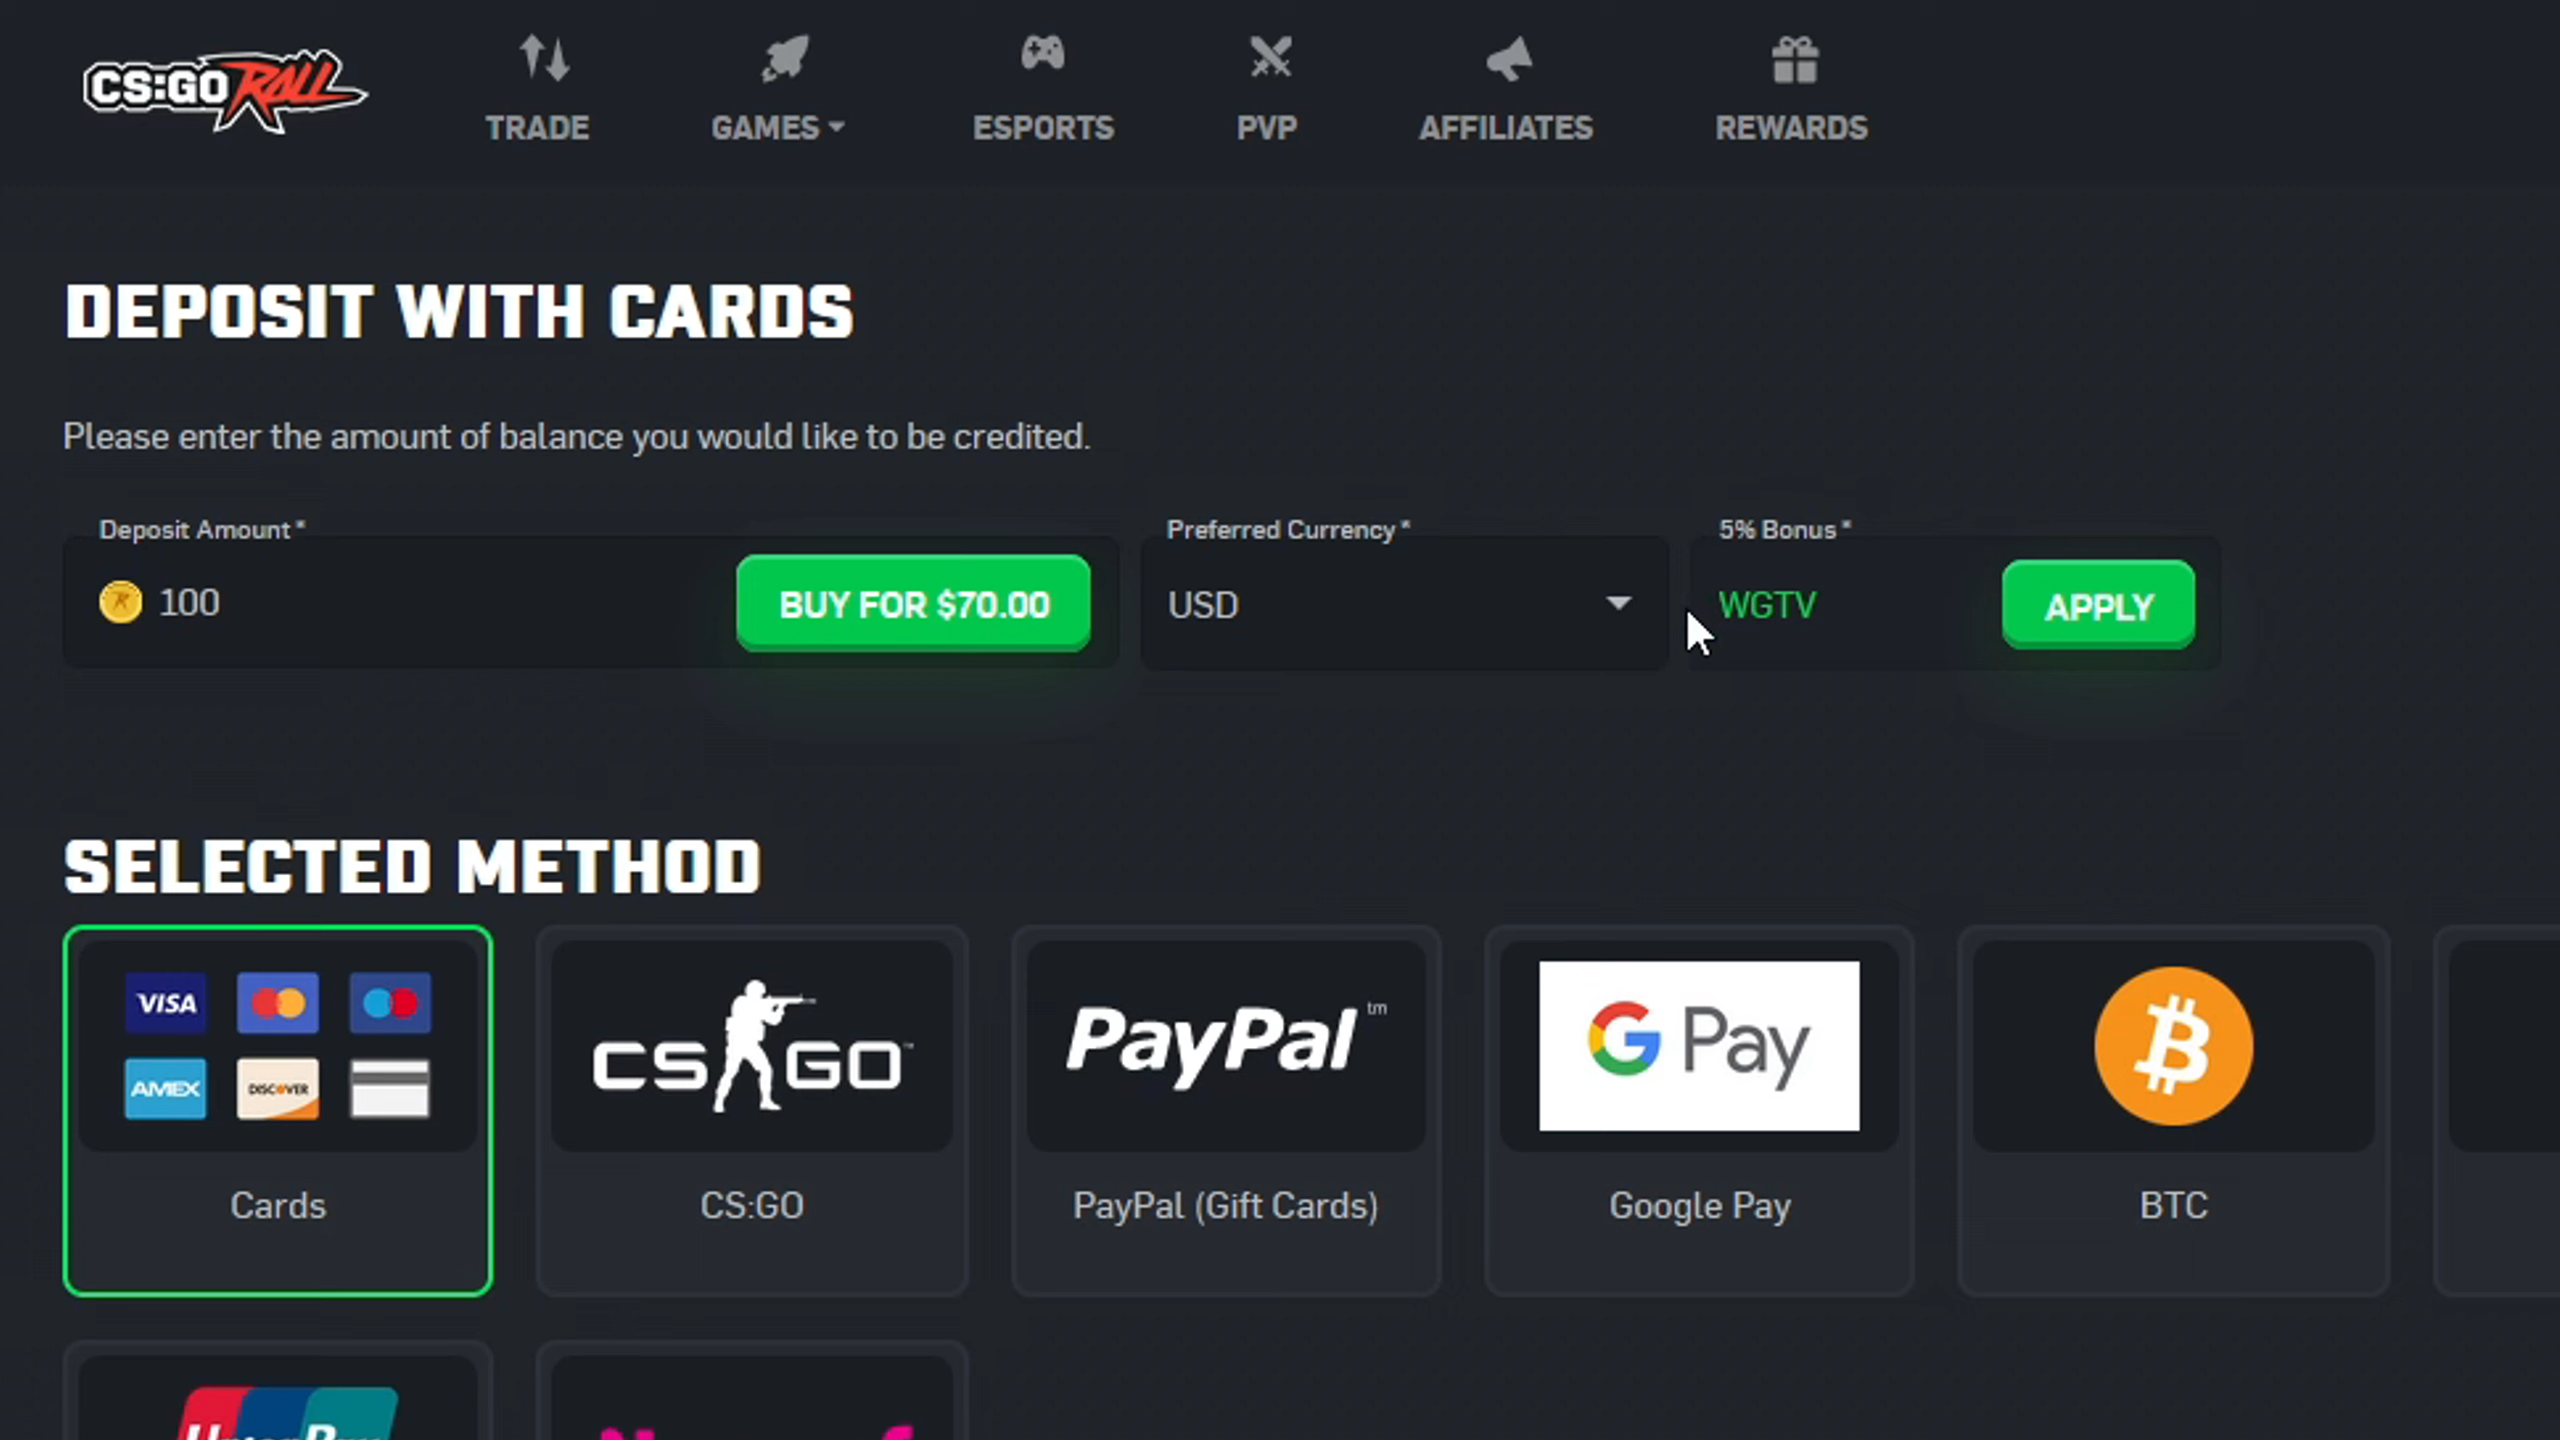 CS:GO ROLL
TRADE
GAMES
ESPORTS
PVP
AFFILIATES
REWARDS
DEPOSIT WITH CARDS
Please enter the amount of balance you would like to be credited.
Deposit Amount *
100
BUY FOR $70.00
Preferred Currency *
USD
5% Bonus *
WGTV
APPLY
SELECTED METHOD
VISA
AMEX
DISCOVER
Cards
CS GO™
CS:GO
PayPal™
PayPal (Gift Cards)
G Pay
Google Pay
BTC